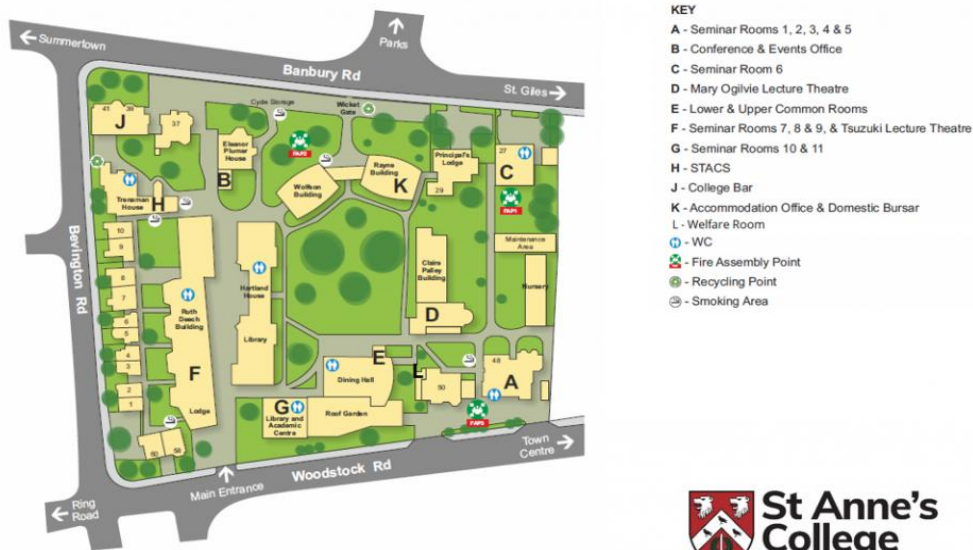 Summertown
Parks
Banbury Rd
St. Giles
Cycle Storage
Wicket
Gate
41
39
J
37
Eleanor
Plumer
House
B
FAP2
Wolfson
Building
Rayne
Building
K
Principal's
Lodge
29
27
C
FAP1
Trenaman
House
H
Bevington Rd
10
9
8
7
6
5
4
3
2
1
60
58
Ruth
Deech
Building
F
Lodge
Hartland
House
Library
Claire
Palley
Building
D
Maintenance
Area
Nursery
E
Dining Hall
L
50
48
A
G
Library and
Academic
Centre
Roof Garden
FAP3
Woodstock Rd
Main Entrance
Town
Centre
Ring
Road
KEY
A - Seminar Rooms 1, 2, 3, 4 & 5
B - Conference & Events Office
C - Seminar Room 6
D - Mary Ogilvie Lecture Theatre
E - Lower & Upper Common Rooms
F - Seminar Rooms 7, 8 & 9, & Tsuzuki Lecture Theatre
G - Seminar Rooms 10 & 11
H - STACS
J - College Bar
K - Accommodation Office & Domestic Bursar
L - Welfare Room
- WC
- Fire Assembly Point
- Recycling Point
- Smoking Area
St Anne's
College